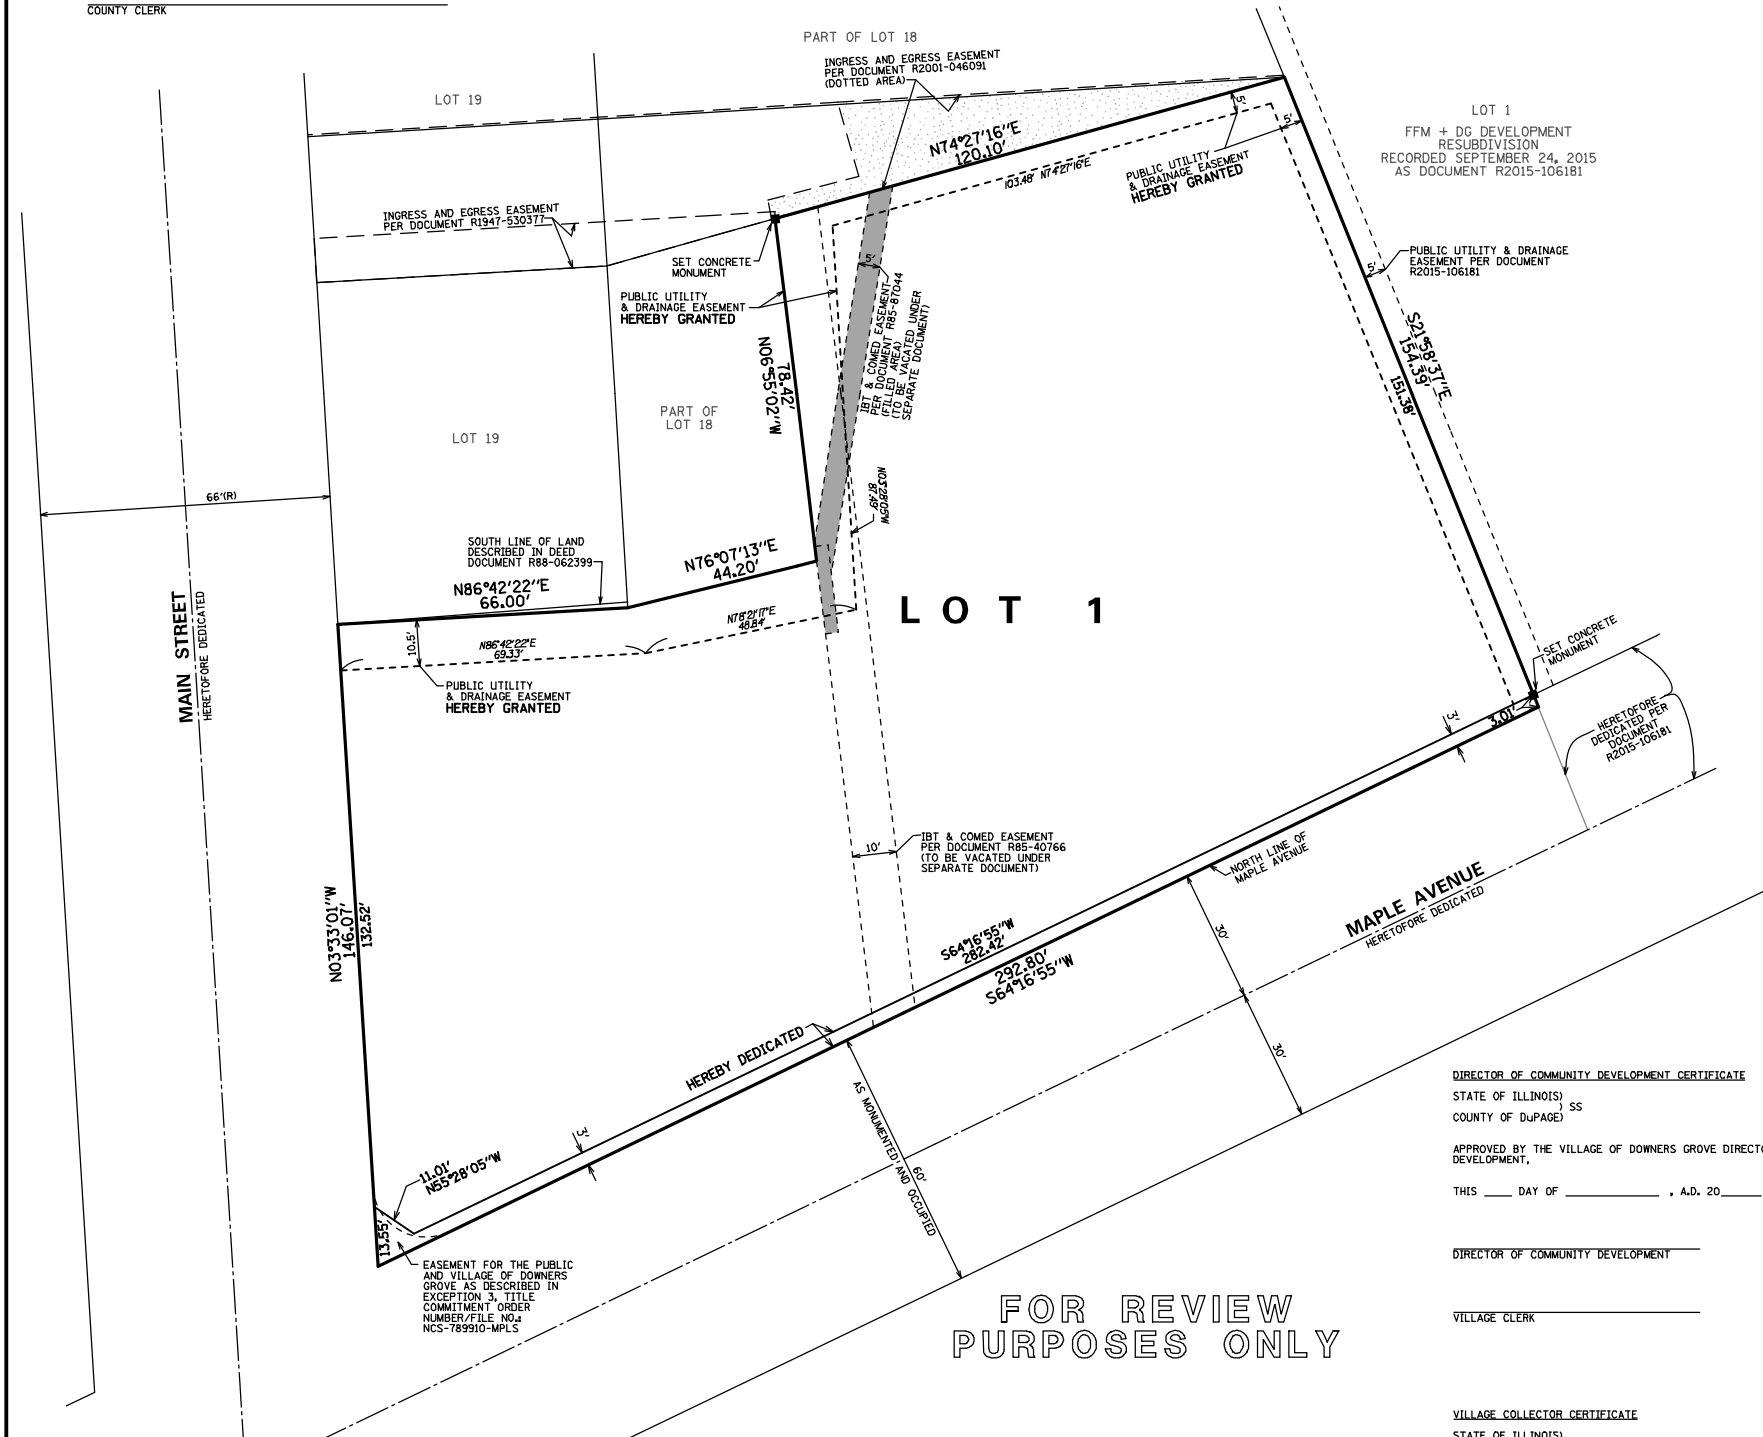 COUNTY CLERK
PART OF LOT 18
INGRESS AND EGRESS EASEMENT
PER DOCUMENT R2001-046091
(DOTTED AREA)
LOT 19
LOT 1
FFM + DG DEVELOPMENT
RESUBDIVISION
RECORDED SEPTEMBER 24, 2015
AS DOCUMENT R2015-106181
N74°27'16"E
120.10'
5'
5'
103.48' N74°27'16"E
PUBLIC UTILITY
& DRAINAGE EASEMENT
HEREBY GRANTED
INGRESS AND EGRESS EASEMENT
PER DOCUMENT R1947-530377
SET CONCRETE
MONUMENT
PUBLIC UTILITY
& DRAINAGE EASEMENT
HEREBY GRANTED
5'
IBT & COMED EASEMENT
PER DOCUMENT R85-87044
(FILLED AREA)
(TO BE VACATED UNDER
SEPARATE DOCUMENT)
PUBLIC UTILITY & DRAINAGE
EASEMENT PER DOCUMENT
R2015-106181
5'
S21°58'37"E
154.39'
151.38'
78.42'
N06°55'02"W
PART OF
LOT 18
LOT 19
N03°28'05"W
87.49'
66'(R)
SOUTH LINE OF LAND
DESCRIBED IN DEED
DOCUMENT R88-062399
N86°42'22"E
66.00'
N76°07'13"E
44.20'
LOT 1
N78°21'17"E
48.84'
N86°42'22"E
69.33'
10.5'
PUBLIC UTILITY
& DRAINAGE EASEMENT
HEREBY GRANTED
MAIN STREET
HERETOFORE DEDICATED
SET CONCRETE
MONUMENT
3.01'
3'
HERETOFORE
DEDICATED PER
DOCUMENT
R2015-106181
10'
IBT & COMED EASEMENT
PER DOCUMENT R85-40766
(TO BE VACATED UNDER
SEPARATE DOCUMENT)
NORTH LINE OF
MAPLE AVENUE
MAPLE AVENUE
HERETOFORE DEDICATED
N03°33'01"W
146.07'
132.52'
S64°16'55"W
282.42'
292.80'
S64°16'55"W
30'
30'
HEREBY DEDICATED
3'
AS MONUMENTED AND OCCUPIED
60'
11.01'
N55°28'05"W
13.55'
EASEMENT FOR THE PUBLIC
AND VILLAGE OF DOWNERS
GROVE AS DESCRIBED IN
EXCEPTION 3, TITLE
COMMITMENT ORDER
NUMBER/FILE NO.:
NCS-789910-MPLS
FOR REVIEW
PURPOSES ONLY
DIRECTOR OF COMMUNITY DEVELOPMENT CERTIFICATE
STATE OF ILLINOIS)
) SS
COUNTY OF DuPAGE)
APPROVED BY THE VILLAGE OF DOWNERS GROVE DIRECTO
DEVELOPMENT,
THIS ____ DAY OF ____________ , A.D. 20_____
DIRECTOR OF COMMUNITY DEVELOPMENT
VILLAGE CLERK
VILLAGE COLLECTOR CERTIFICATE
STATE OF ILLINOIS)